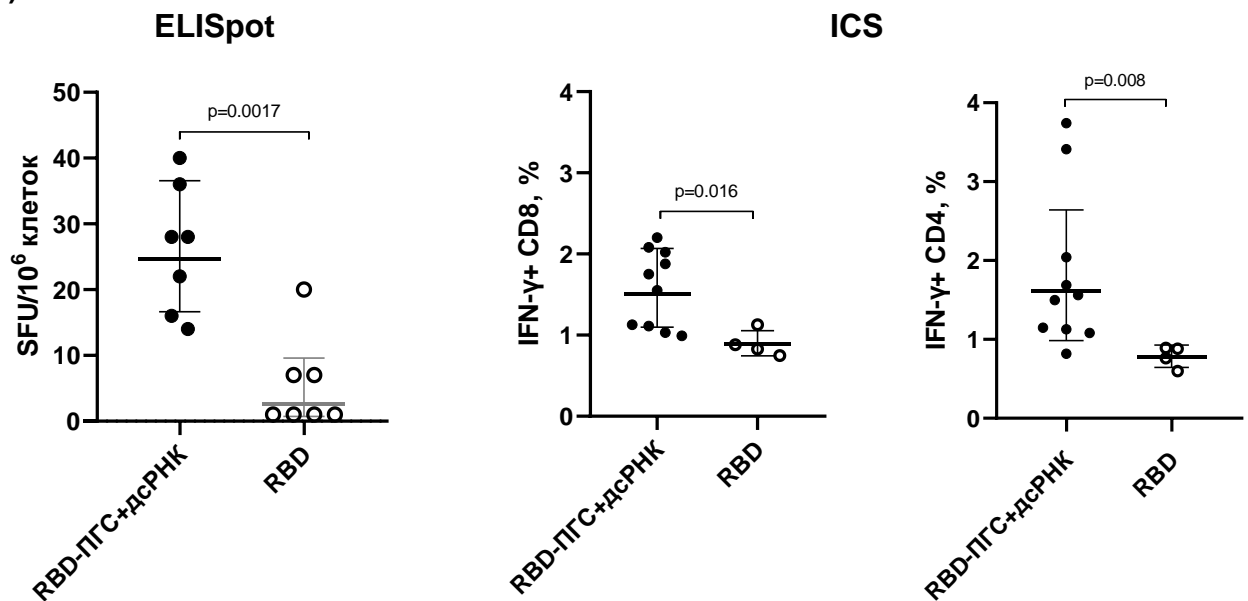 )
ELISpot
ICS
SFU/10⁶ клеток
50
40
30
20
10
0
p=0.0017
RBD-ПГС+дсРНК
RBD
IFN-γ+ CD8, %
4
3
2
1
0
p=0.016
RBD-ПГС+дсРНК
RBD
IFN-γ+ CD4, %
4
3
2
1
0
p=0.008
RBD-ПГС+дсРНК
RBD